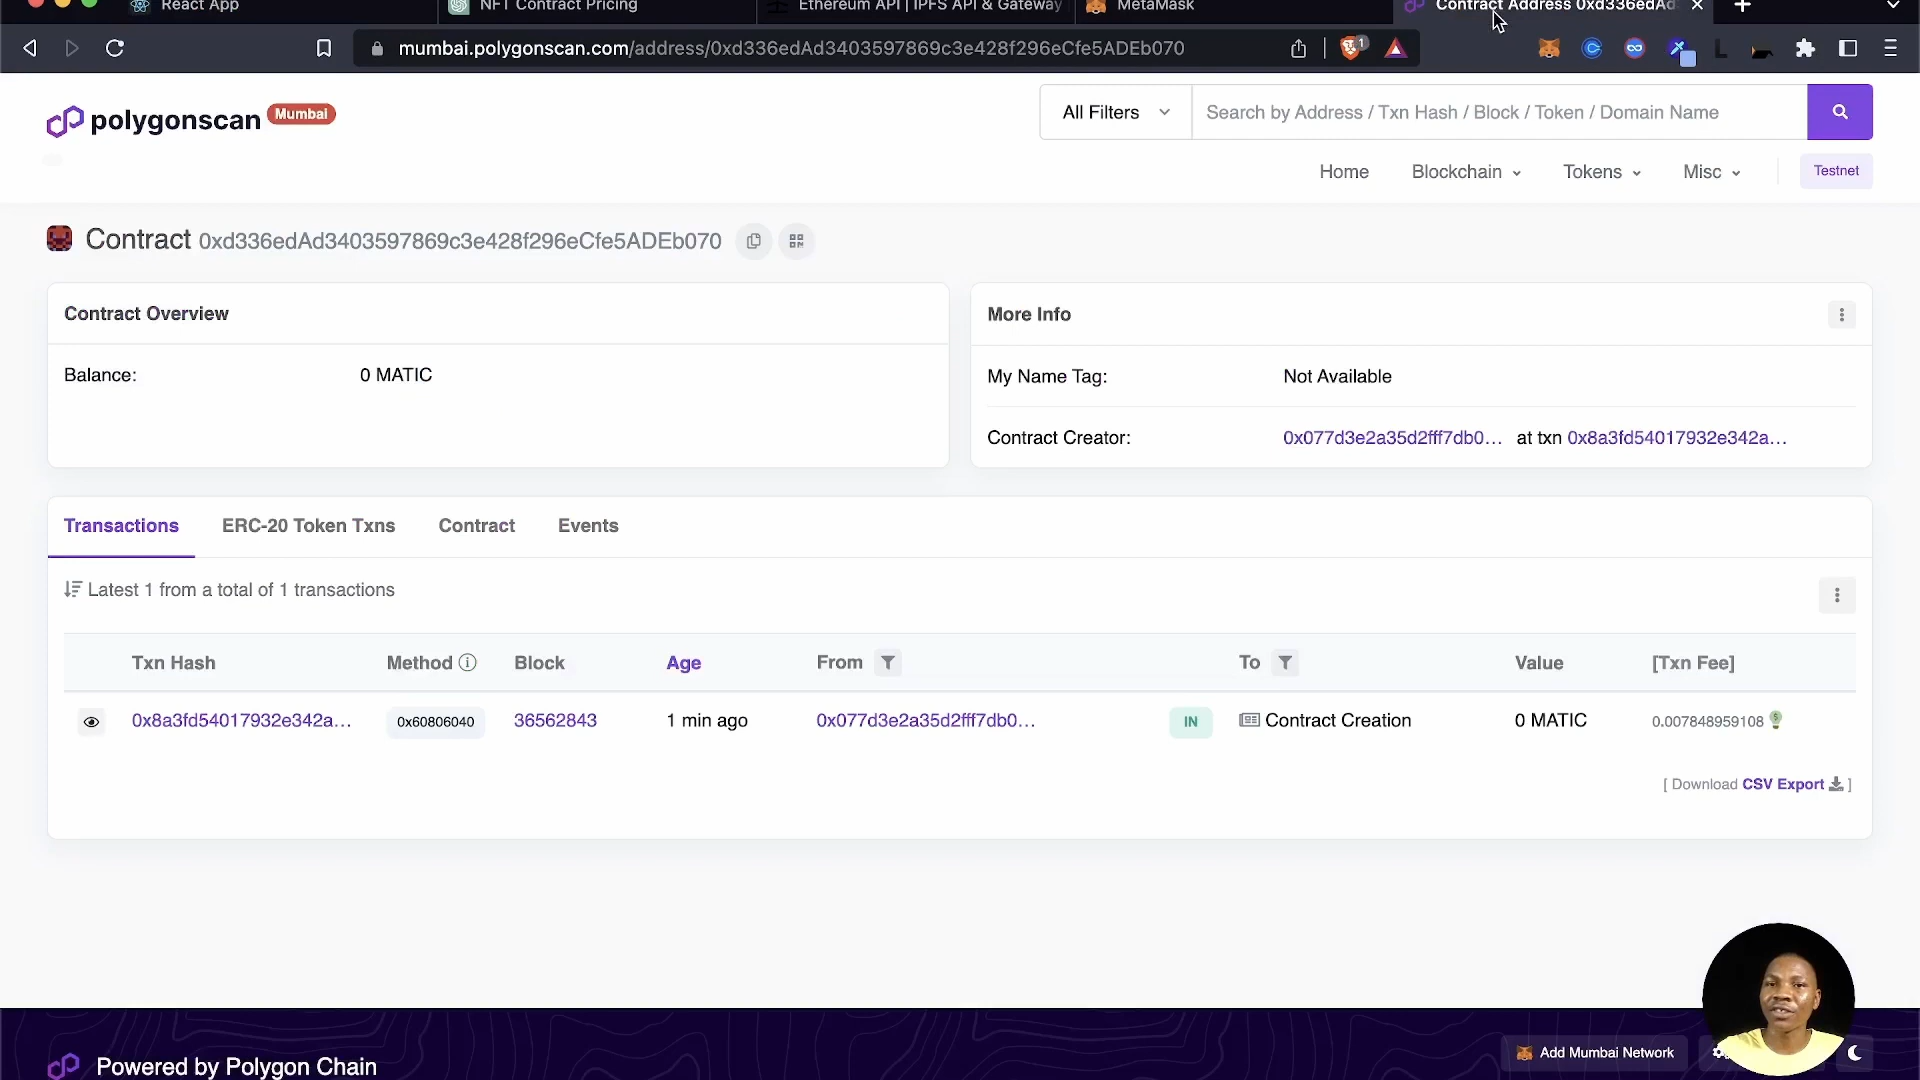 React App
NFT Contract Pricing
Ethereum API | IPFS API & Gateway
MetaMask
Contract Address 0xd336edAd
mumbai.polygonscan.com/address/0xd336edAd3403597869c3e428f296eCfe5ADEb070
1
polygonscan Mumbai
All Filters
Search by Address / Txn Hash / Block / Token / Domain Name
Home
Blockchain
Tokens
Misc
Testnet
Contract 0xd336edAd3403597869c3e428f296eCfe5ADEb070
Contract Overview
Balance: 0 MATIC
More Info
My Name Tag: Not Available
Contract Creator: 0x077d3e2a35d2fff7db0... at txn 0x8a3fd54017932e342a...
Transactions
ERC-20 Token Txns
Contract
Events
Latest 1 from a total of 1 transactions
Txn Hash Method Block Age From To Value [Txn Fee]
0x8a3fd54017932e342a... 0x60806040 36562843 1 min ago 0x077d3e2a35d2fff7db0... IN Contract Creation 0 MATIC 0.007848959108
[ Download CSV Export ]
Powered by Polygon Chain
Add Mumbai Network